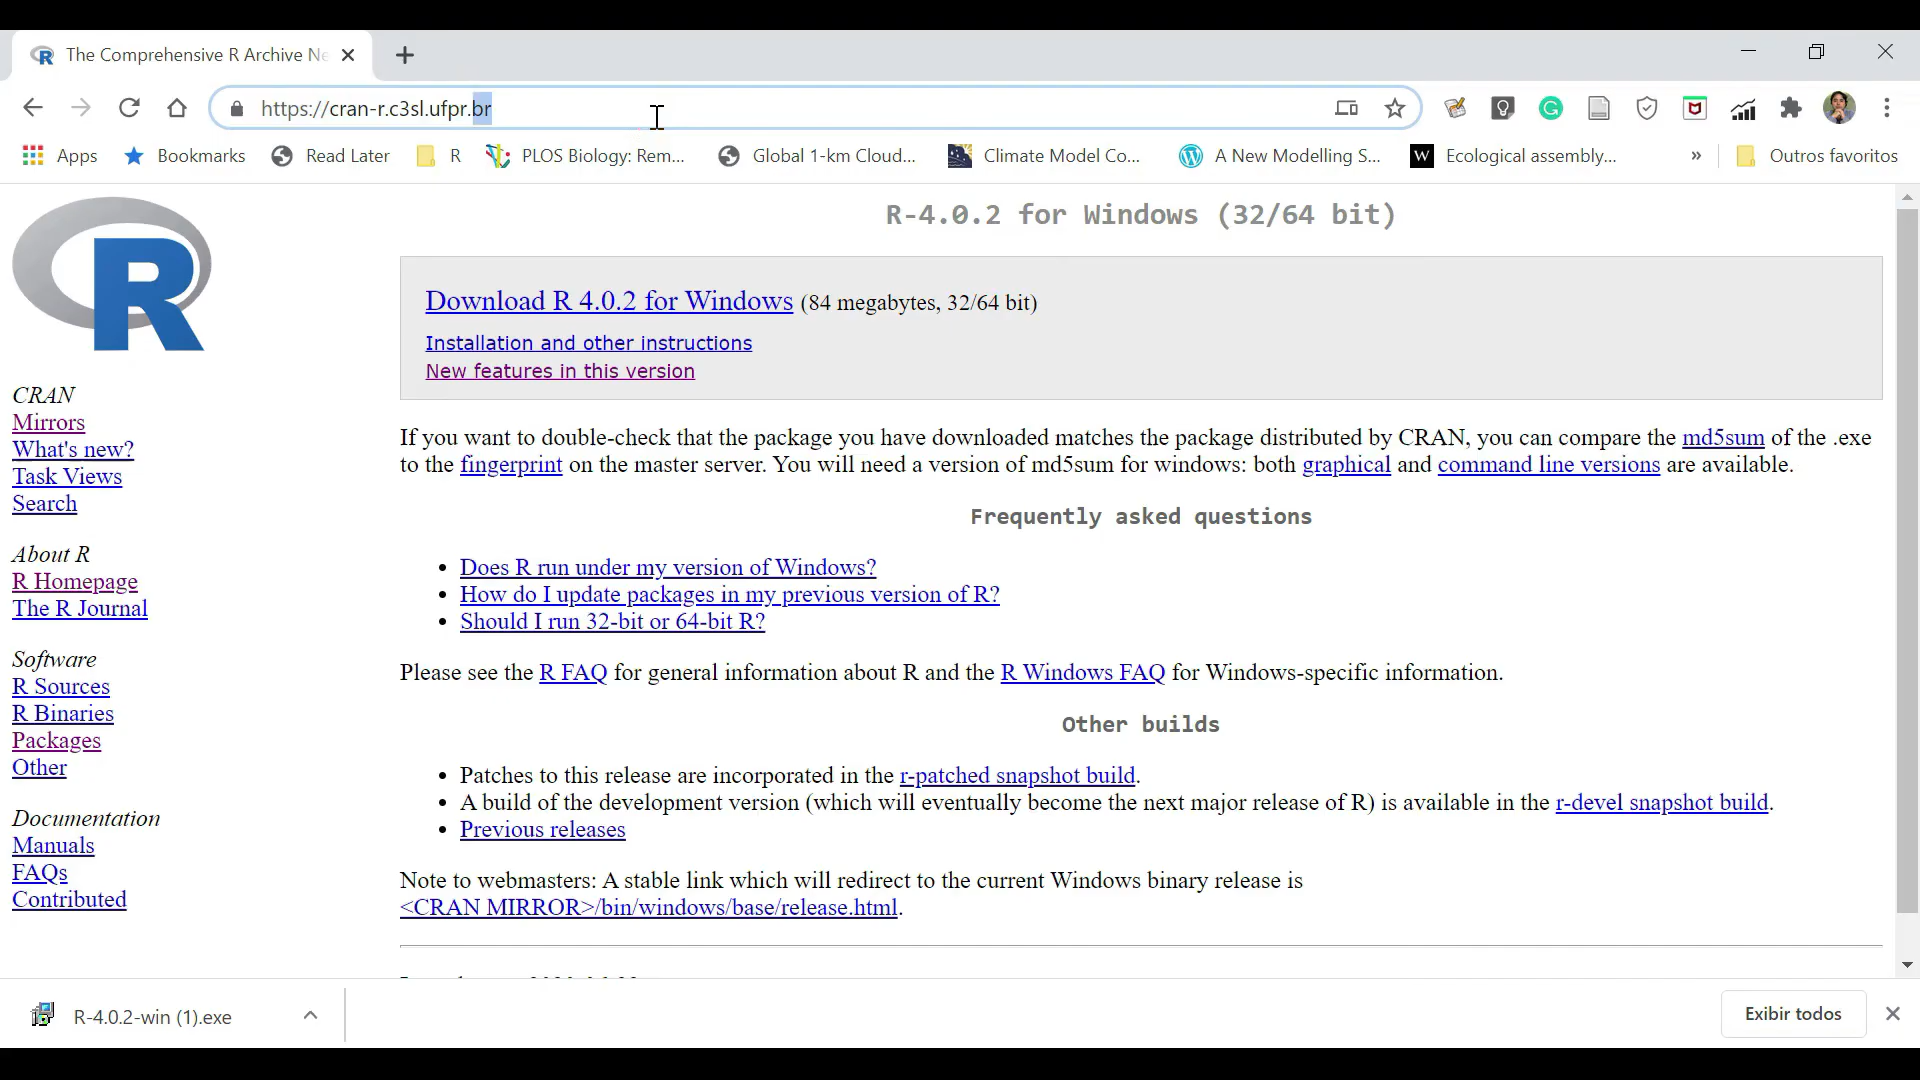 The Comprehensive R Archive Ne
https://cran-r.c3sl.ufpr.br
Apps
Bookmarks
Read Later
R
PLOS Biology: Rem...
Global 1-km Cloud...
Climate Model Co...
A New Modelling S...
W
Ecological assembly...
»
Outros favoritos
R
CRAN
Mirrors
What's new?
Task Views
Search
About R
R Homepage
The R Journal
Software
R Sources
R Binaries
Packages
Other
Documentation
Manuals
FAQs
Contributed
R-4.0.2 for Windows (32/64 bit)
Download R 4.0.2 for Windows (84 megabytes, 32/64 bit)
Installation and other instructions
New features in this version
If you want to double-check that the package you have downloaded matches the package distributed by CRAN, you can compare the md5sum of the .exe
to the fingerprint on the master server. You will need a version of md5sum for windows: both graphical and command line versions are available.
Frequently asked questions
• Does R run under my version of Windows?
• How do I update packages in my previous version of R?
• Should I run 32-bit or 64-bit R?
Please see the R FAQ for general information about R and the R Windows FAQ for Windows-specific information.
Other builds
• Patches to this release are incorporated in the r-patched snapshot build.
• A build of the development version (which will eventually become the next major release of R) is available in the r-devel snapshot build.
• Previous releases
Note to webmasters: A stable link which will redirect to the current Windows binary release is
<CRAN MIRROR>/bin/windows/base/release.html.
R-4.0.2-win (1).exe
Exibir todos